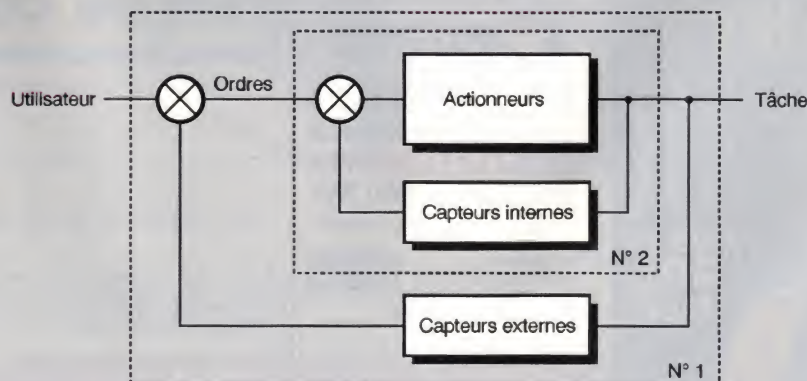 Utilisateur
Ordres
Actionneurs
Tâche
Capteurs internes
N° 2
Capteurs externes
N° 1